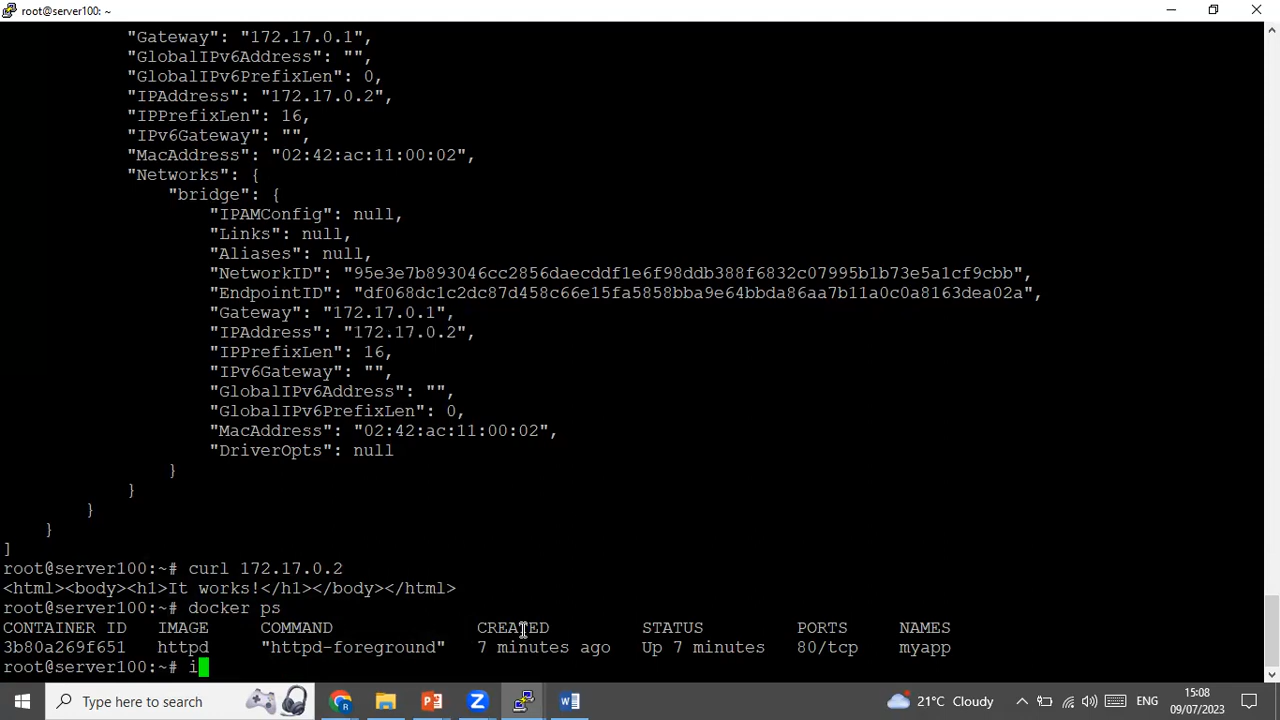 root@server100: ~
"Gateway": "172.17.0.1",
"GlobalIPv6Address": "",
"GlobalIPv6PrefixLen": 0,
"IPAddress": "172.17.0.2",
"IPPrefixLen": 16,
"IPv6Gateway": "",
"MacAddress": "02:42:ac:11:00:02",
"Networks": {
"bridge": {
"IPAMConfig": null,
"Links": null,
"Aliases": null,
"NetworkID": "95e3e7b893046cc2856daecddf1e6f98ddb388f6832c07995b1b73e5a1cf9cbb",
"EndpointID": "df068dc1c2dc87d458c66e15fa5858bba9e64bbda86aa7b11a0c0a8163dea02a",
"Gateway": "172.17.0.1",
"IPAddress": "172.17.0.2",
"IPPrefixLen": 16,
"IPv6Gateway": "",
"GlobalIPv6Address": "",
"GlobalIPv6PrefixLen": 0,
"MacAddress": "02:42:ac:11:00:02",
"DriverOpts": null
}
}
}
}
]
root@server100:~# curl 172.17.0.2
<html><body><h1>It works!</h1></body></html>
root@server100:~# docker ps
CONTAINER ID IMAGE COMMAND CREATED STATUS PORTS NAMES
3b80a269f651 httpd "httpd-foreground" 7 minutes ago Up 7 minutes 80/tcp myapp
root@server100:~# i
Type here to search
21°C Cloudy
ENG
15:08
09/07/2023